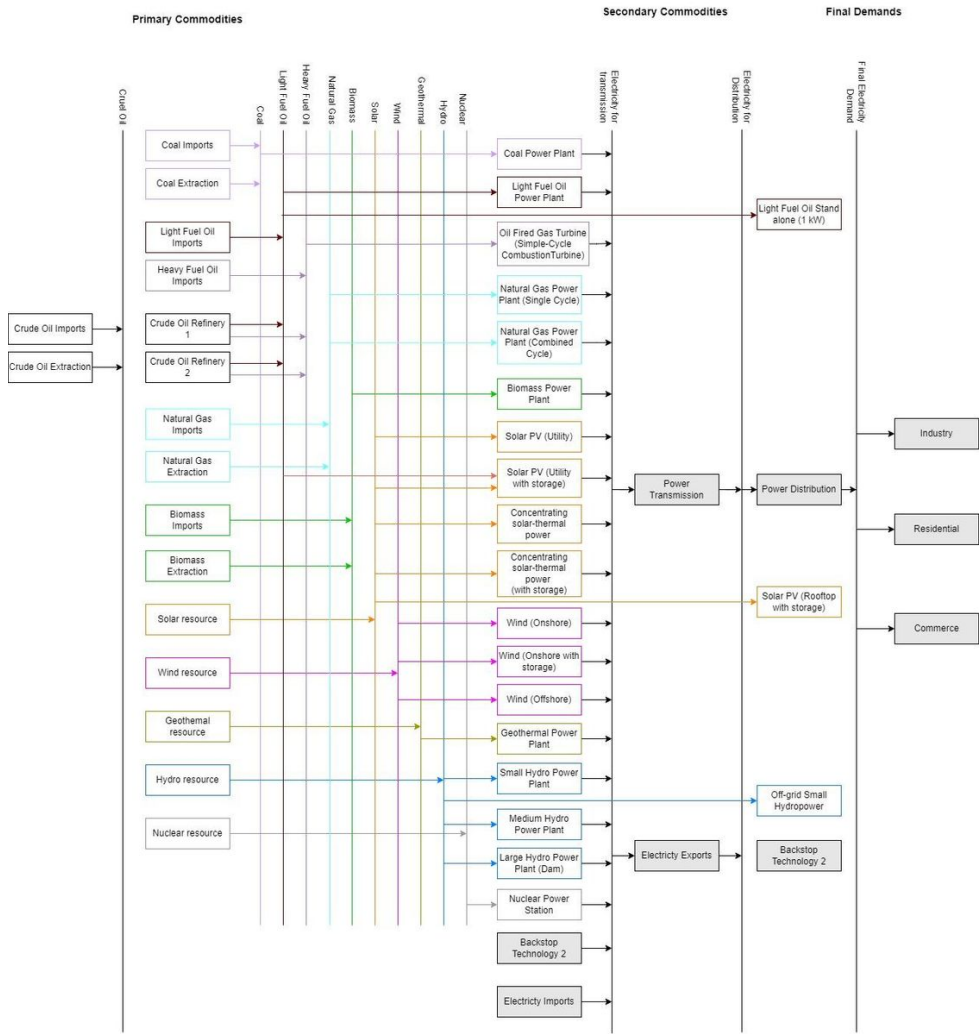 Primary Commodities
Secondary Commodities
Final Demands
Cruel Oil
Coal
Light Fuel Oil
Heavy Fuel Oil
Natural Gas
Biomass
Solar
Wind
Geothermal
Hydro
Nuclear
Electricity for
transmission
Electricity for
Distribution
Final Electricity
Demand
Crude Oil Imports
Crude Oil Extraction
Coal Imports
Coal Extraction
Light Fuel Oil
Imports
Heavy Fuel Oil
Imports
Crude Oil Refinery
1
Crude Oil Refinery
2
Natural Gas
Imports
Natural Gas
Extraction
Biomass
Imports
Biomass
Extraction
Solar resource
Wind resource
Geothemal
resource
Hydro resource
Nuclear resource
Coal Power Plant
Light Fuel Oil
Power Plant
Oil Fired Gas Turbine
(Simple-Cycle
CombustionTurbine)
Natural Gas Power
Plant (Single Cycle)
Natural Gas Power
Plant (Combined
Cycle)
Biomass Power
Plant
Solar PV (Utility)
Solar PV (Utility
with storage)
Concentrating
solar-thermal
power
Concentrating
solar-thermal
power
(with storage)
Wind (Onshore)
Wind (Onshore with
storage)
Wind (Offshore)
Geothermal Power
Plant
Small Hydro Power
Plant
Medium Hydro
Power Plant
Large Hydro Power
Plant (Dam)
Nuclear Power
Station
Backstop
Technology 2
Electricty Imports
Power
Transmission
Electricty Exports
Light Fuel Oil Stand
alone (1 kW)
Power Distribution
Solar PV (Rooftop
with storage)
Off-grid Small
Hydropower
Backstop
Technology 2
Industry
Residential
Commerce